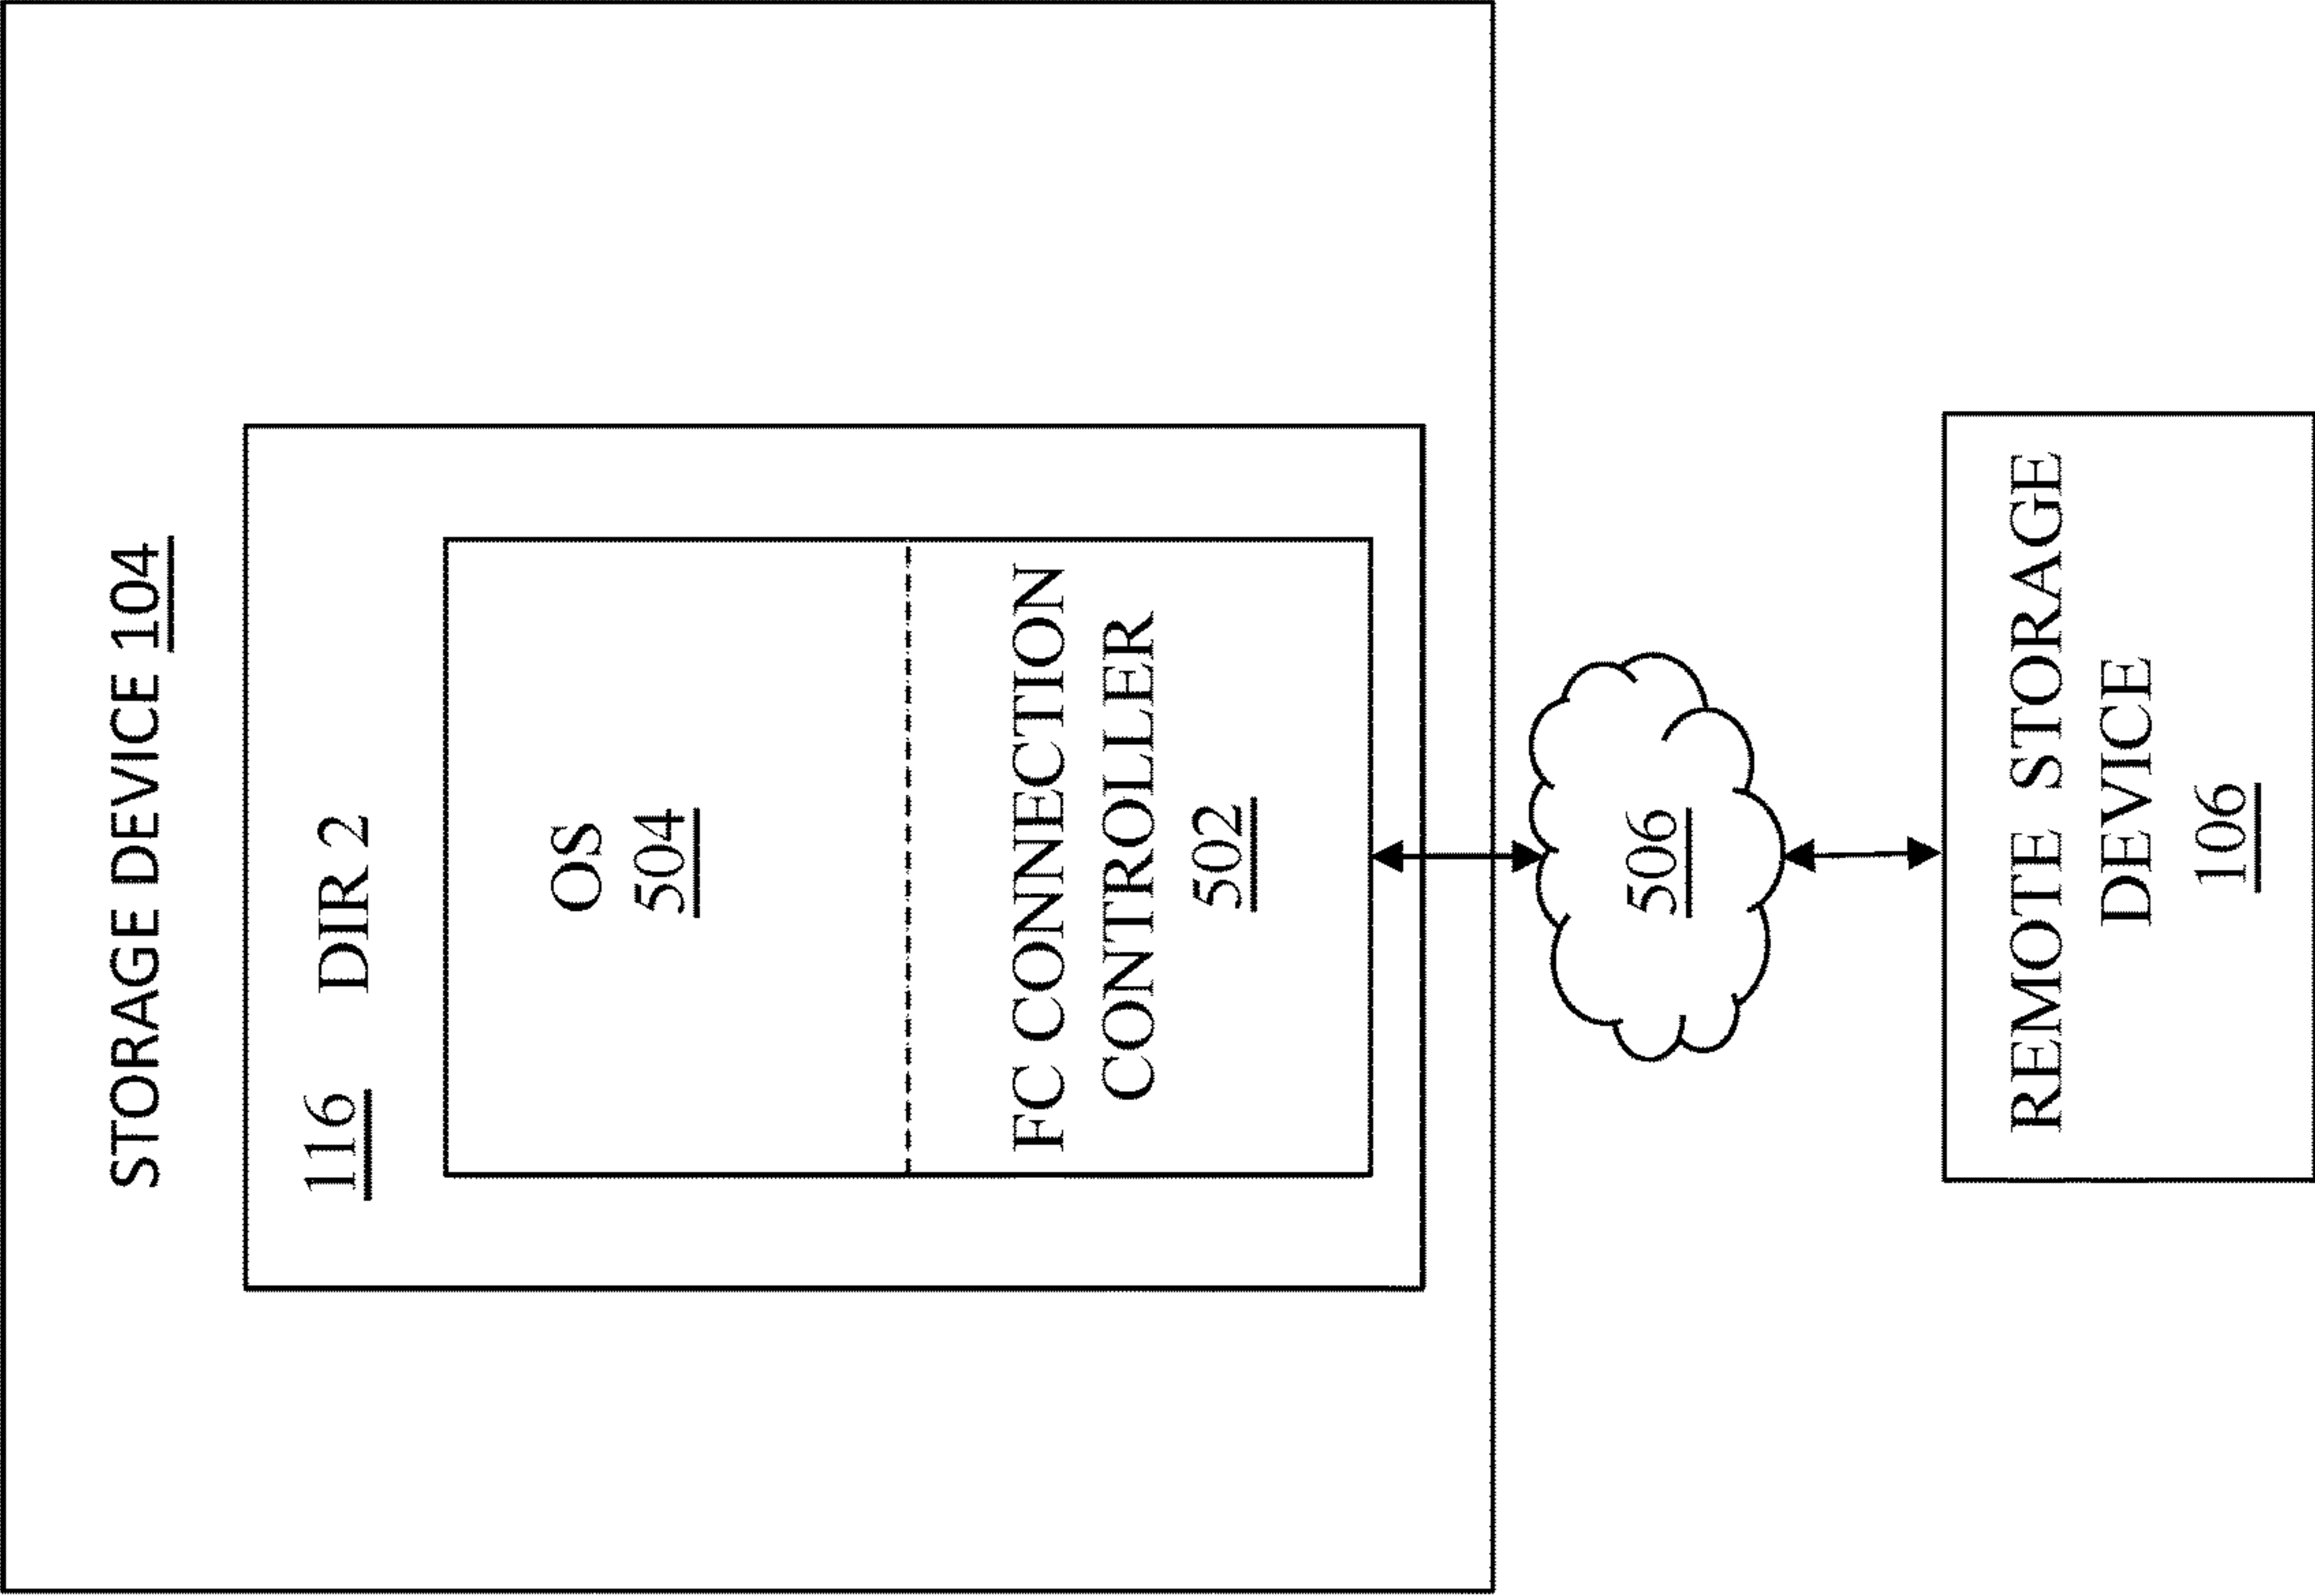 STORAGE DEVICE 104
116 DIR 2
OS
504
FC CONNECTION
CONTROLLER
502
506
REMOTE STORAGE
DEVICE
106